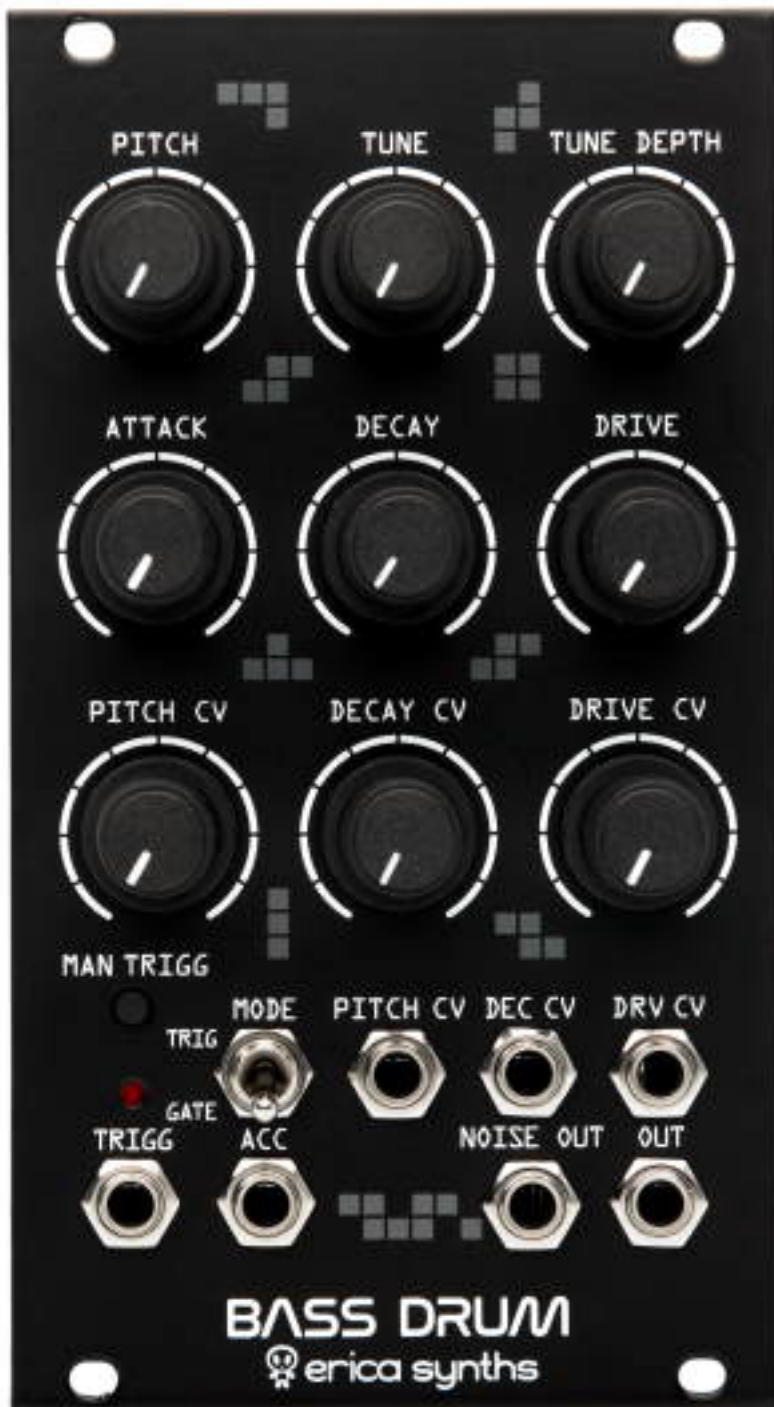 PITCH TUNE TUNE DEPTH
ATTACK DECAY DRIVE
PITCH CV DECAY CV DRIVE CV
MAN TRIGG
MODE PITCH CV DEC CV DRV CV
TRIG
GATE
TRIGG ACC NOISE OUT OUT
BASS DRUM
erica synths